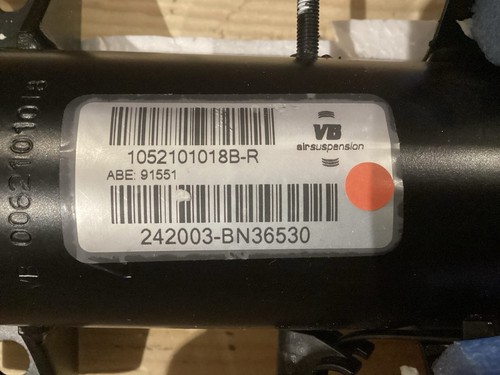 1052101018B-R
ABE: 91551
242003-BN36530
VB
airsuspension